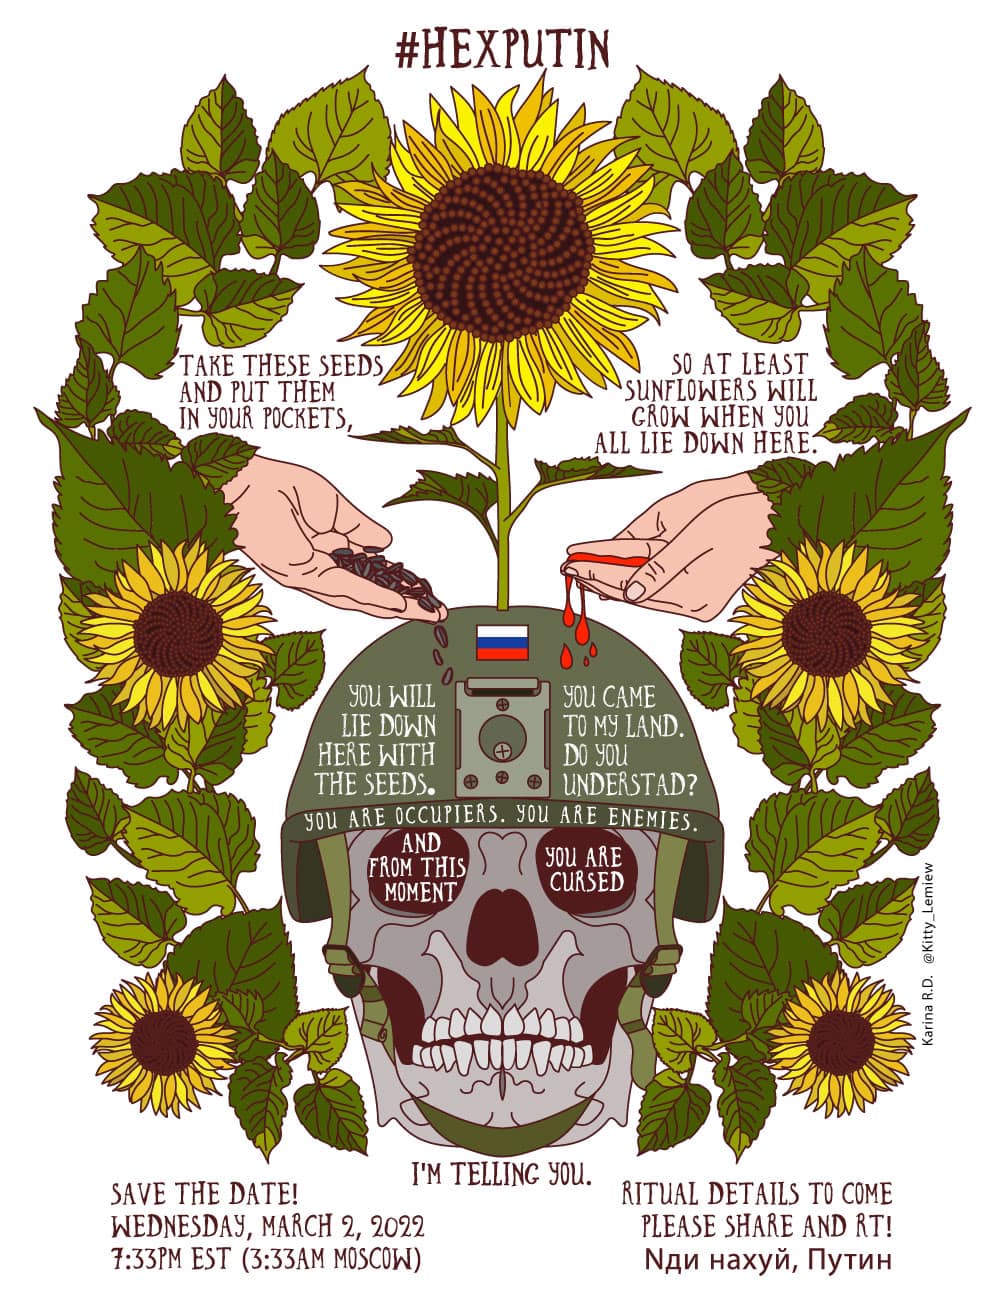 #HEXPUTIN
TAKE THESE SEEDS
AND PUT THEM
IN YOUR POCKETS,
SO AT LEAST
SUNFLOWERS WILL
GROW WHEN YOU
ALL LIE DOWN HERE.
YOU WILL
LIE DOWN
HERE WITH
THE SEEDS.
YOU CAME
TO MY LAND.
DO YOU
UNDERSTAD?
YOU ARE OCCUPIERS. YOU ARE ENEMIES.
AND
FROM THIS
MOMENT
YOU ARE
CURSED
I'M TELLING YOU.
Karina R.D. @Kitty_Lemiew
SAVE THE DATE!
WEDNESDAY, MARCH 2, 2022
7:33PM EST (3:33AM MOSCOW)
RITUAL DETAILS TO COME
PLEASE SHARE AND RT!
Nди нахуй, Путин